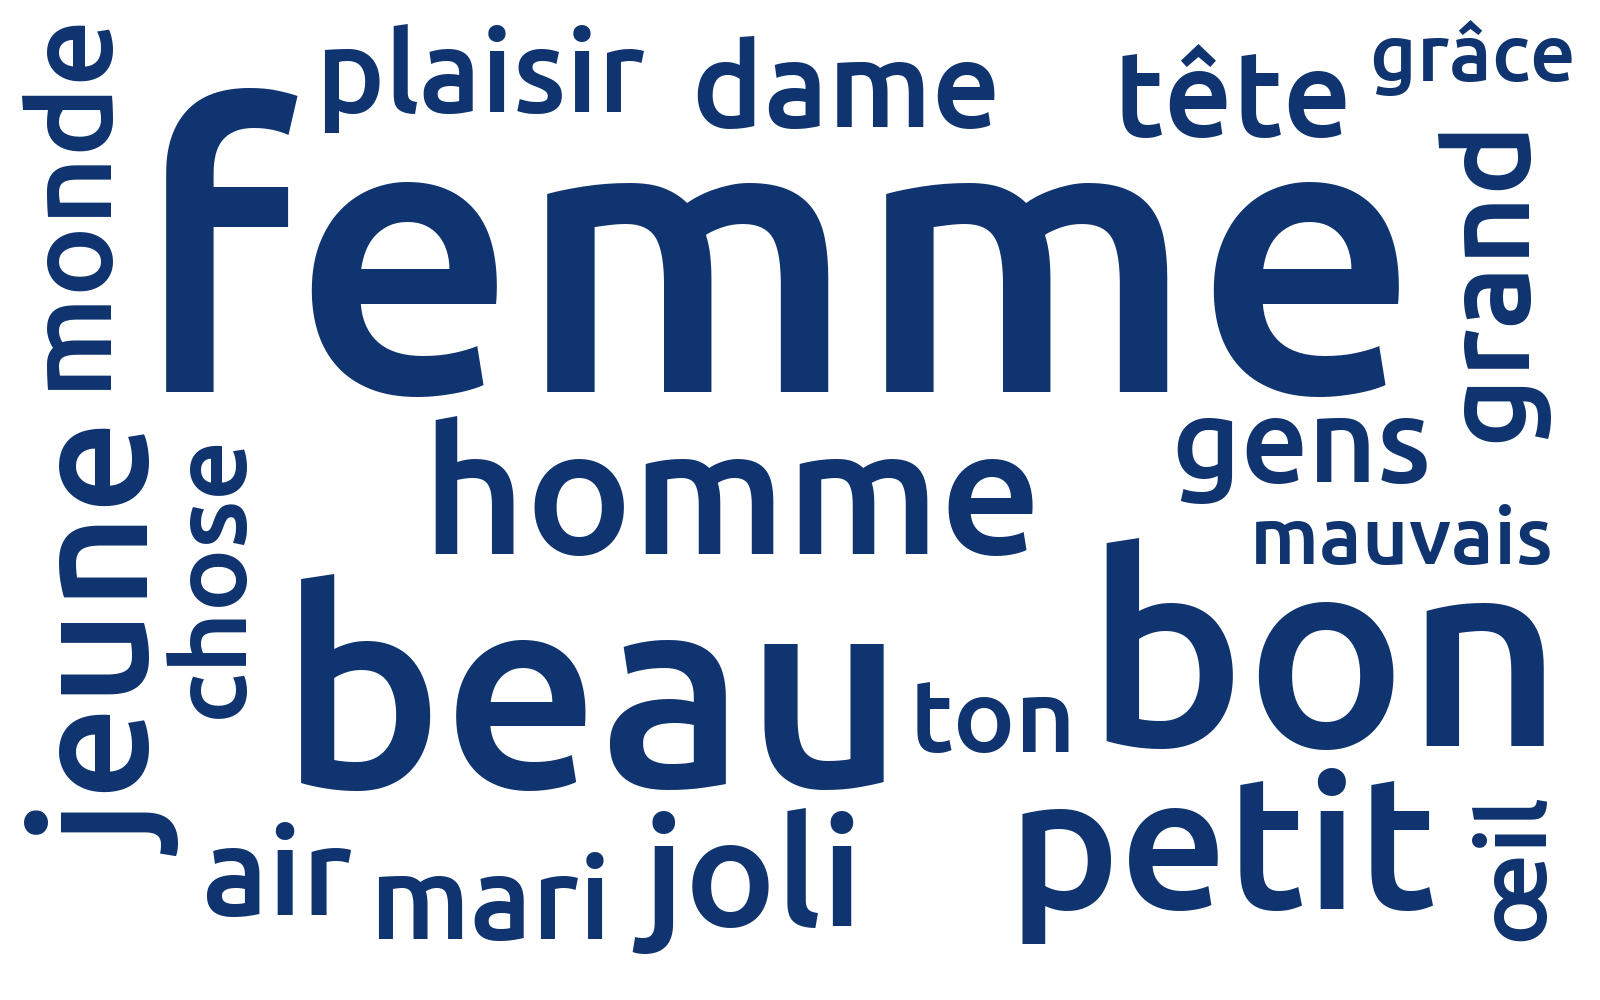 plaisir
dame
tête
grâce
monde
femme
grand
homme
gens
jeune
chose
mauvais
beau
bon
ton
petit
air
mari
joli
œil